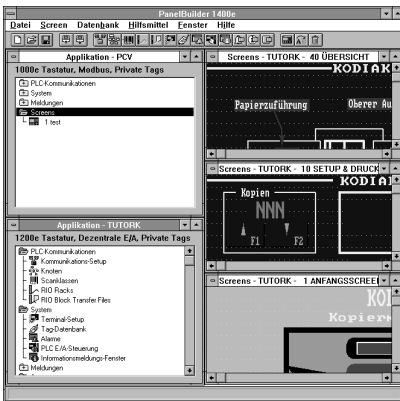 PanelBuilder 1400e
Datei Screen Datenbank Hilfsmittel Fenster Hilfe
Applikation - PCV
1000e Tastatur, Modbus, Private Tags
PLC-Kommunikationen
System
Meldungen
Screens
1 test
Applikation - TUTORK
1200e Tastatur, Dezentrale E/A, Private Tags
PLC-Kommunikationen
Kommunikations-Setup
Knoten
Scanklassen
RIO Racks
RIO Block Transfer Files
System
Terminal-Setup
Tag-Datenbank
Alarme
PLC E/A-Steuerung
Informationsmeldungs-Fenster
Meldungen
Screens - TUTORK - 40 ÜBERSICHT
KODIAK
Papierzuführung
Oberer Au
Screens - TUTORK - 10 SETUP & DRUCK
KODIA
Kopien
NNN
F1 F2
Screens - TUTORK - 1 ANFANGSSCREE
KO
Kopierm